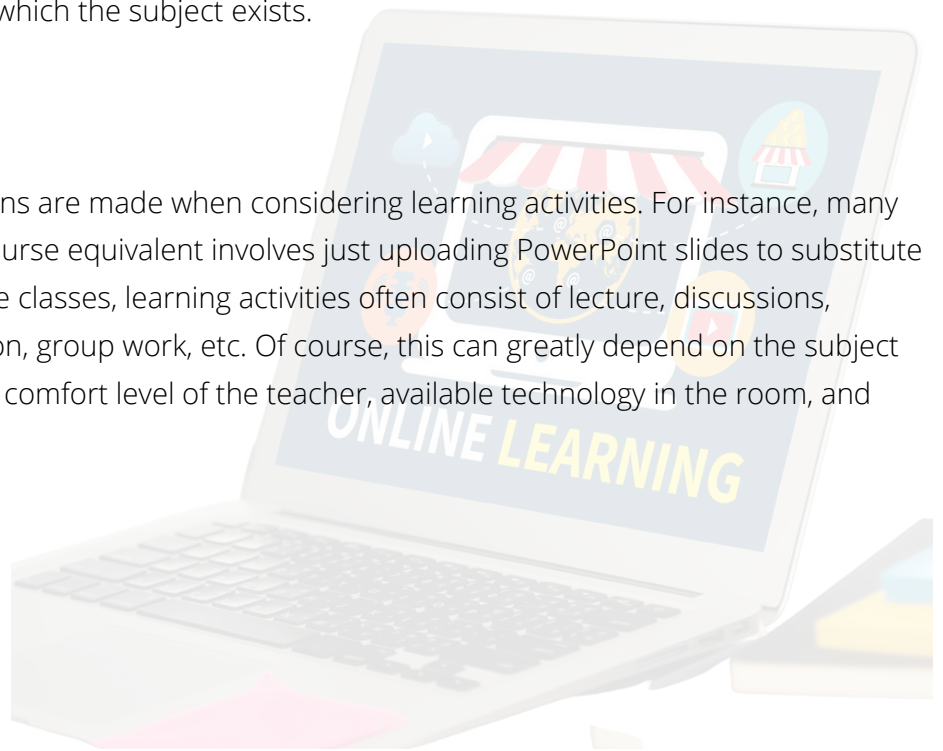 which the subject exists.
ns are made when considering learning activities. For instance, many
urse equivalent involves just uploading PowerPoint slides to substitute
e classes, learning activities often consist of lecture, discussions,
on, group work, etc. Of course, this can greatly depend on the subject
comfort level of the teacher, available technology in the room, and
ONLINE LEARNING